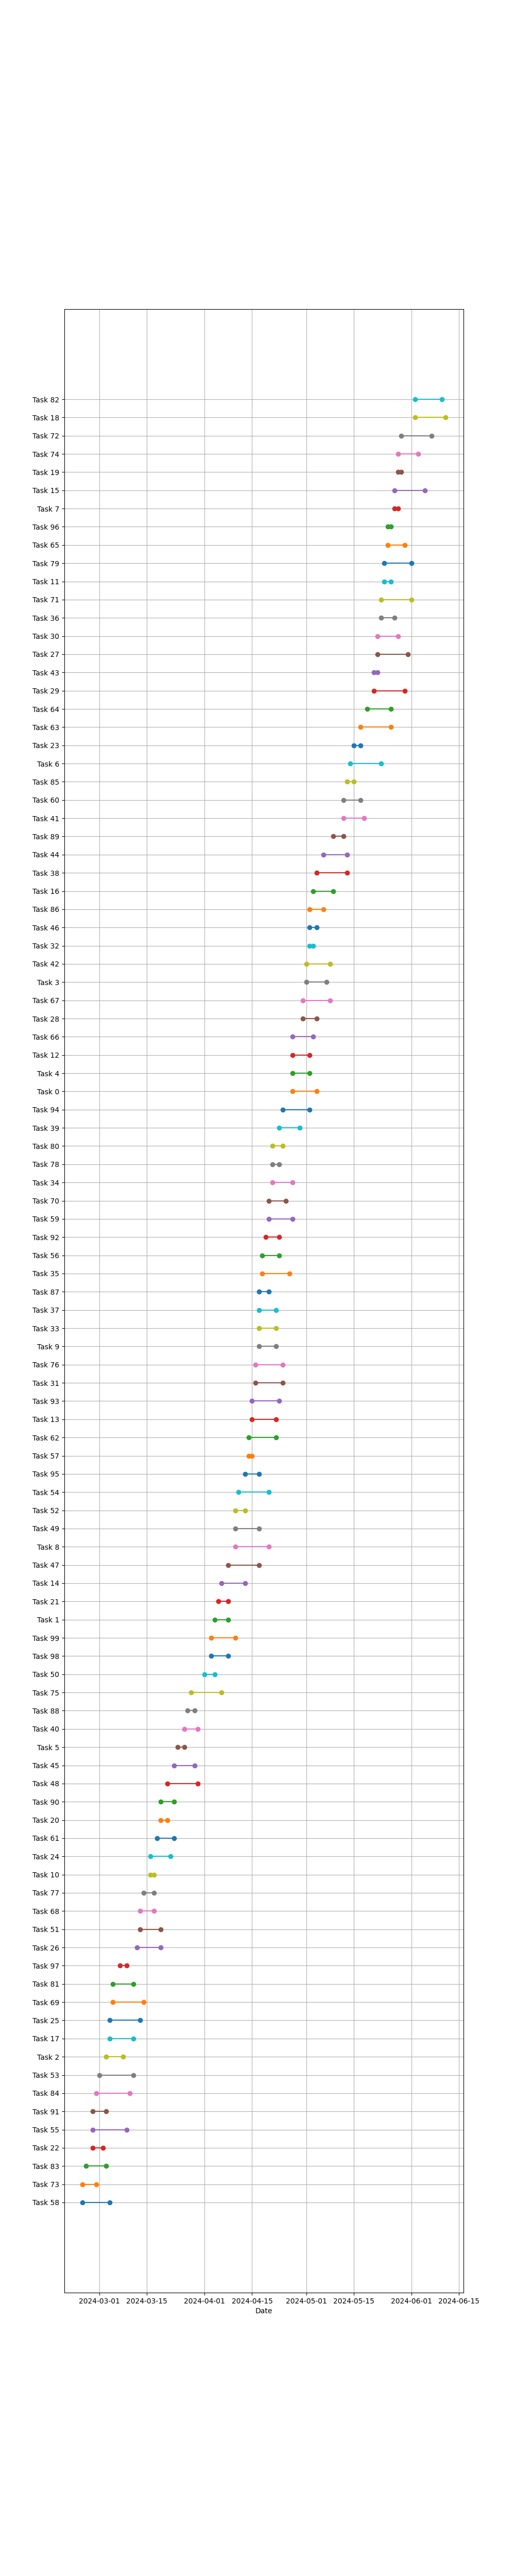 Task 82
Task 18
Task 72
Task 74
Task 19
Task 15
Task 7
Task 96
Task 65
Task 79
Task 11
Task 71
Task 36
Task 30
Task 27
Task 43
Task 29
Task 64
Task 63
Task 23
Task 6
Task 85
Task 60
Task 41
Task 89
Task 44
Task 38
Task 16
Task 86
Task 46
Task 32
Task 42
Task 3
Task 67
Task 28
Task 66
Task 12
Task 4
Task 0
Task 94
Task 39
Task 80
Task 78
Task 34
Task 70
Task 59
Task 92
Task 56
Task 35
Task 87
Task 37
Task 33
Task 9
Task 76
Task 31
Task 93
Task 13
Task 62
Task 57
Task 95
Task 54
Task 52
Task 49
Task 8
Task 47
Task 14
Task 21
Task 1
Task 99
Task 98
Task 50
Task 75
Task 88
Task 40
Task 5
Task 45
Task 48
Task 90
Task 20
Task 61
Task 24
Task 10
Task 77
Task 68
Task 51
Task 26
Task 97
Task 81
Task 69
Task 25
Task 17
Task 2
Task 53
Task 84
Task 91
Task 55
Task 22
Task 83
Task 73
Task 58
2024-03-01 2024-03-15 2024-04-01 2024-04-15 2024-05-01 2024-05-15 2024-06-01 2024-06-15
Date